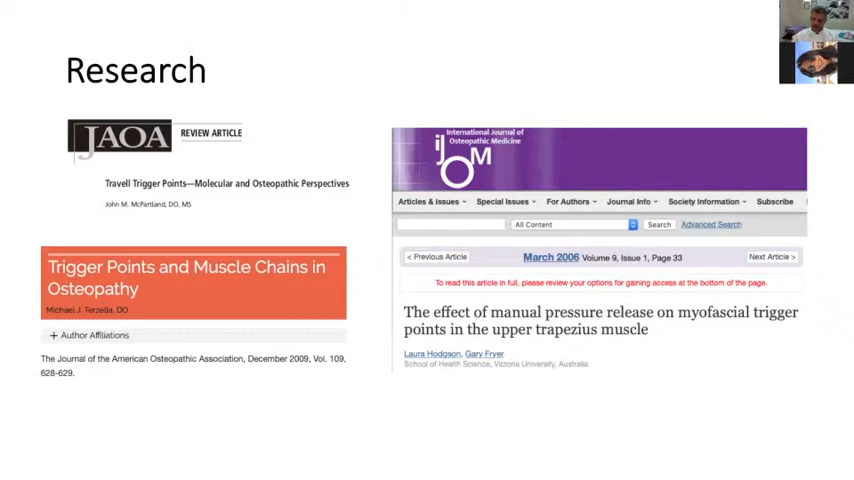 Research
JAOA REVIEW ARTICLE
Travell Trigger Points—Molecular and Osteopathic Perspectives
John M. McPartland, DO, MS
Trigger Points and Muscle Chains in
Osteopathy
Michael J. Terzella, DO
+ Author Affiliations
The Journal of the American Osteopathic Association, December 2009, Vol. 109,
628-629.
International Journal of
Osteopathic Medicine
IJOM
Articles & Issues Special Issues For Authors Journal Info Society Information Subscribe
All Content Search Advanced Search
< Previous Article March 2006 Volume 9, Issue 1, Page 33 Next Article >
To read this article in full, please review your options for gaining access at the bottom of the page.
The effect of manual pressure release on myofascial trigger
points in the upper trapezius muscle
Laura Hodgson, Gary Fryer
School of Health Science, Victoria University, Australia